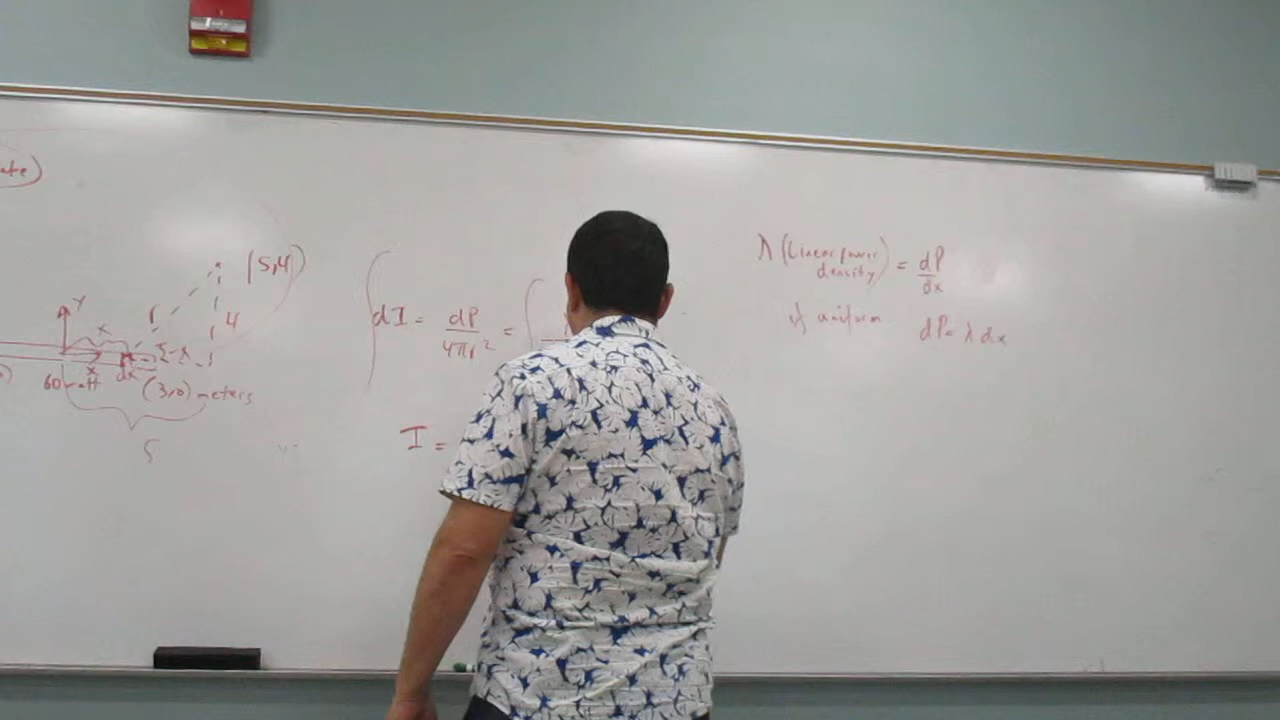 ate)
(5,4)
Y
r
4
x
5-x
x
dx
60 watt
(3,0) meters
5
∫dI = dP/4πr² = ∫
I =
λ (Linear power density) = dP/dx
if uniform dP = λ dx